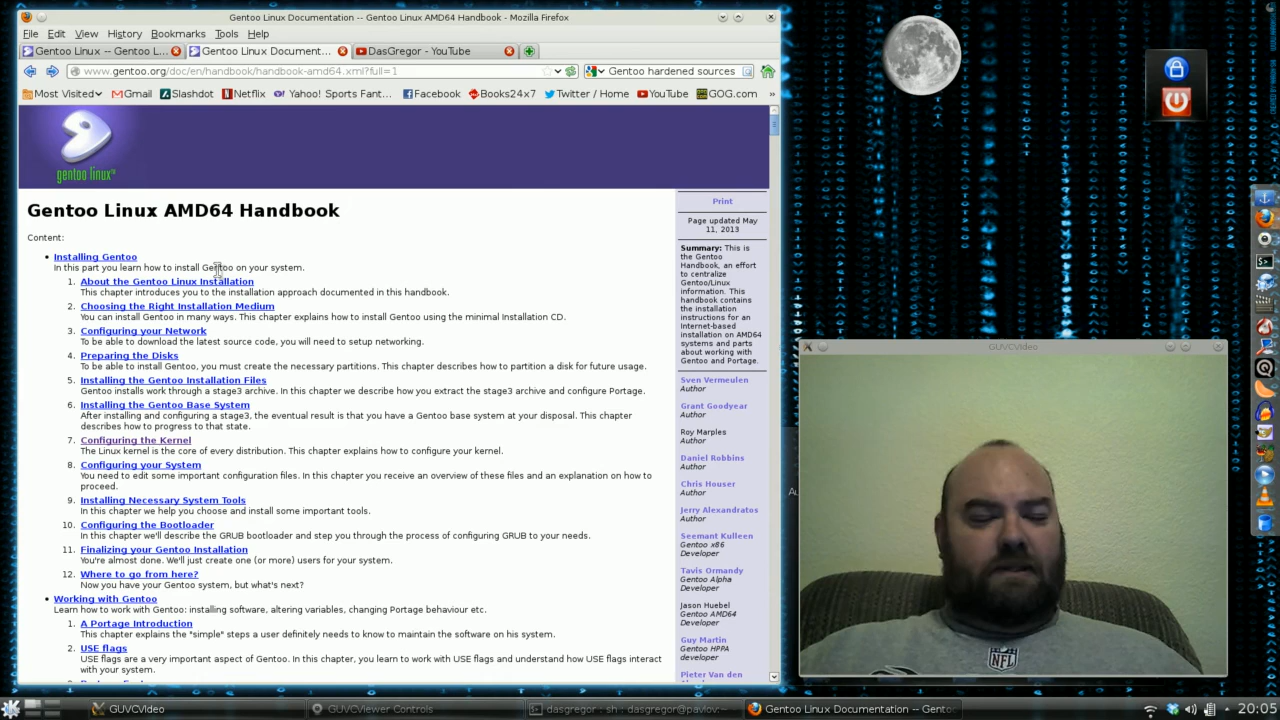 Gentoo Linux Documentation -- Gentoo Linux AMD64 Handbook - Mozilla Firefox
File Edit View History Bookmarks Tools Help
Gentoo Linux -- Gentoo L...
Gentoo Linux Document...
DasGregor - YouTube
www.gentoo.org/doc/en/handbook/handbook-amd64.xml?full=1
Gentoo hardened sources
Most Visited Gmail Slashdot Netflix Yahoo! Sports Fant... Facebook Books24x7 Twitter / Home YouTube GOG.com »
gentoo linux™
Gentoo Linux AMD64 Handbook
Content:
• Installing Gentoo
In this part you learn how to install Gentoo on your system.
1. About the Gentoo Linux Installation
This chapter introduces you to the installation approach documented in this handbook.
2. Choosing the Right Installation Medium
You can install Gentoo in many ways. This chapter explains how to install Gentoo using the minimal Installation CD.
3. Configuring your Network
To be able to download the latest source code, you will need to setup networking.
4. Preparing the Disks
To be able to install Gentoo, you must create the necessary partitions. This chapter describes how to partition a disk for future usage.
5. Installing the Gentoo Installation Files
Gentoo installs work through a stage3 archive. In this chapter we describe how you extract the stage3 archive and configure Portage.
6. Installing the Gentoo Base System
After installing and configuring a stage3, the eventual result is that you have a Gentoo base system at your disposal. This chapter
describes how to progress to that state.
7. Configuring the Kernel
The Linux kernel is the core of every distribution. This chapter explains how to configure your kernel.
8. Configuring your System
You need to edit some important configuration files. In this chapter you receive an overview of these files and an explanation on how to
proceed.
9. Installing Necessary System Tools
In this chapter we help you choose and install some important tools.
10. Configuring the Bootloader
In this chapter we'll describe the GRUB bootloader and step you through the process of configuring GRUB to your needs.
11. Finalizing your Gentoo Installation
You're almost done. We'll just create one (or more) users for your system.
12. Where to go from here?
Now you have your Gentoo system, but what's next?
• Working with Gentoo
Learn how to work with Gentoo: installing software, altering variables, changing Portage behaviour etc.
1. A Portage Introduction
This chapter explains the "simple" steps a user definitely needs to know to maintain the software on his system.
2. USE flags
USE flags are a very important aspect of Gentoo. In this chapter, you learn to work with USE flags and understand how USE flags interact
with your system.
Print
Page updated May
11, 2013
Summary: This is
the Gentoo
Handbook, an effort
to centralize
Gentoo/Linux
information. This
handbook contains
the installation
instructions for an
Internet-based
installation on AMD64
systems and parts
about working with
Gentoo and Portage.
Sven Vermeulen
Author
Grant Goodyear
Author
Roy Marples
Author
Daniel Robbins
Author
Chris Houser
Author
Jerry Alexandratos
Author
Seemant Kulleen
Gentoo x86
Developer
Tavis Ormandy
Gentoo Alpha
Developer
Jason Huebel
Gentoo AMD64
Developer
Guy Martin
Gentoo HPPA
developer
Pieter Van den
GUVCVideo
NFL
GUVCVideo
GUVCViewer Controls
dasgregor : sh : dasgregor@pavlov:~
Gentoo Linux Documentation -- Gento
20:05